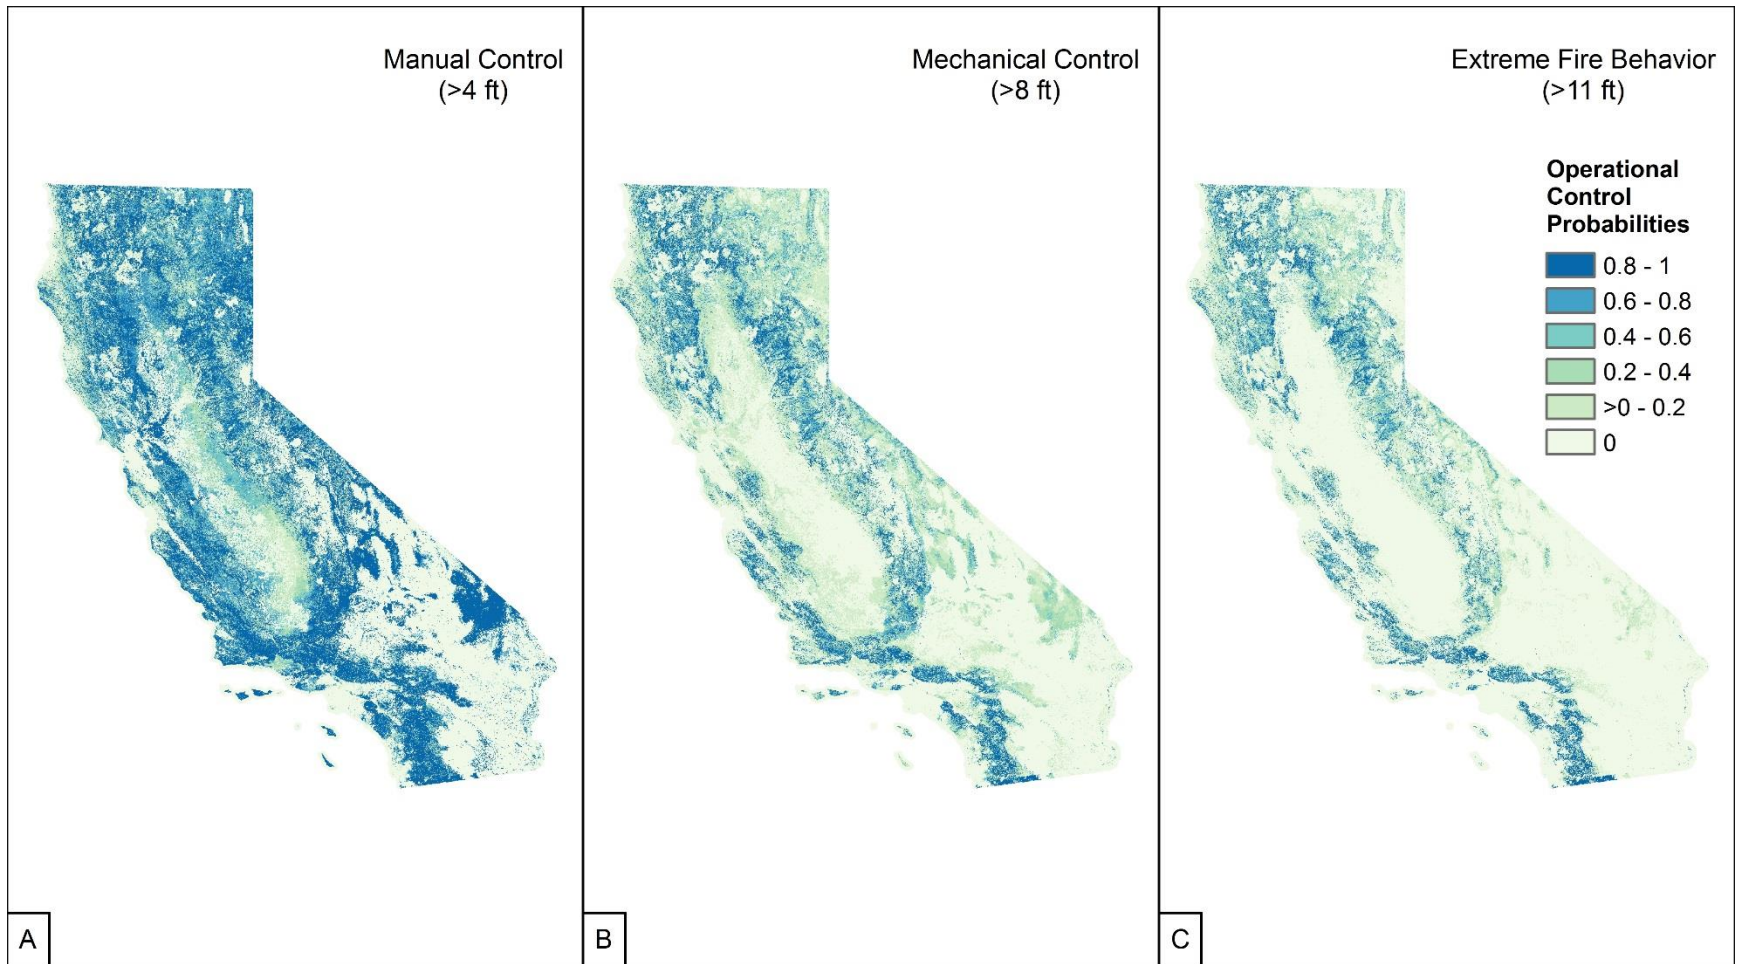 Manual Control
(>4 ft)
Mechanical Control
(>8 ft)
Extreme Fire Behavior
(>11 ft)
Operational
Control
Probabilities
0.8 - 1
0.6 - 0.8
0.4 - 0.6
0.2 - 0.4
>0 - 0.2
0
A
B
C